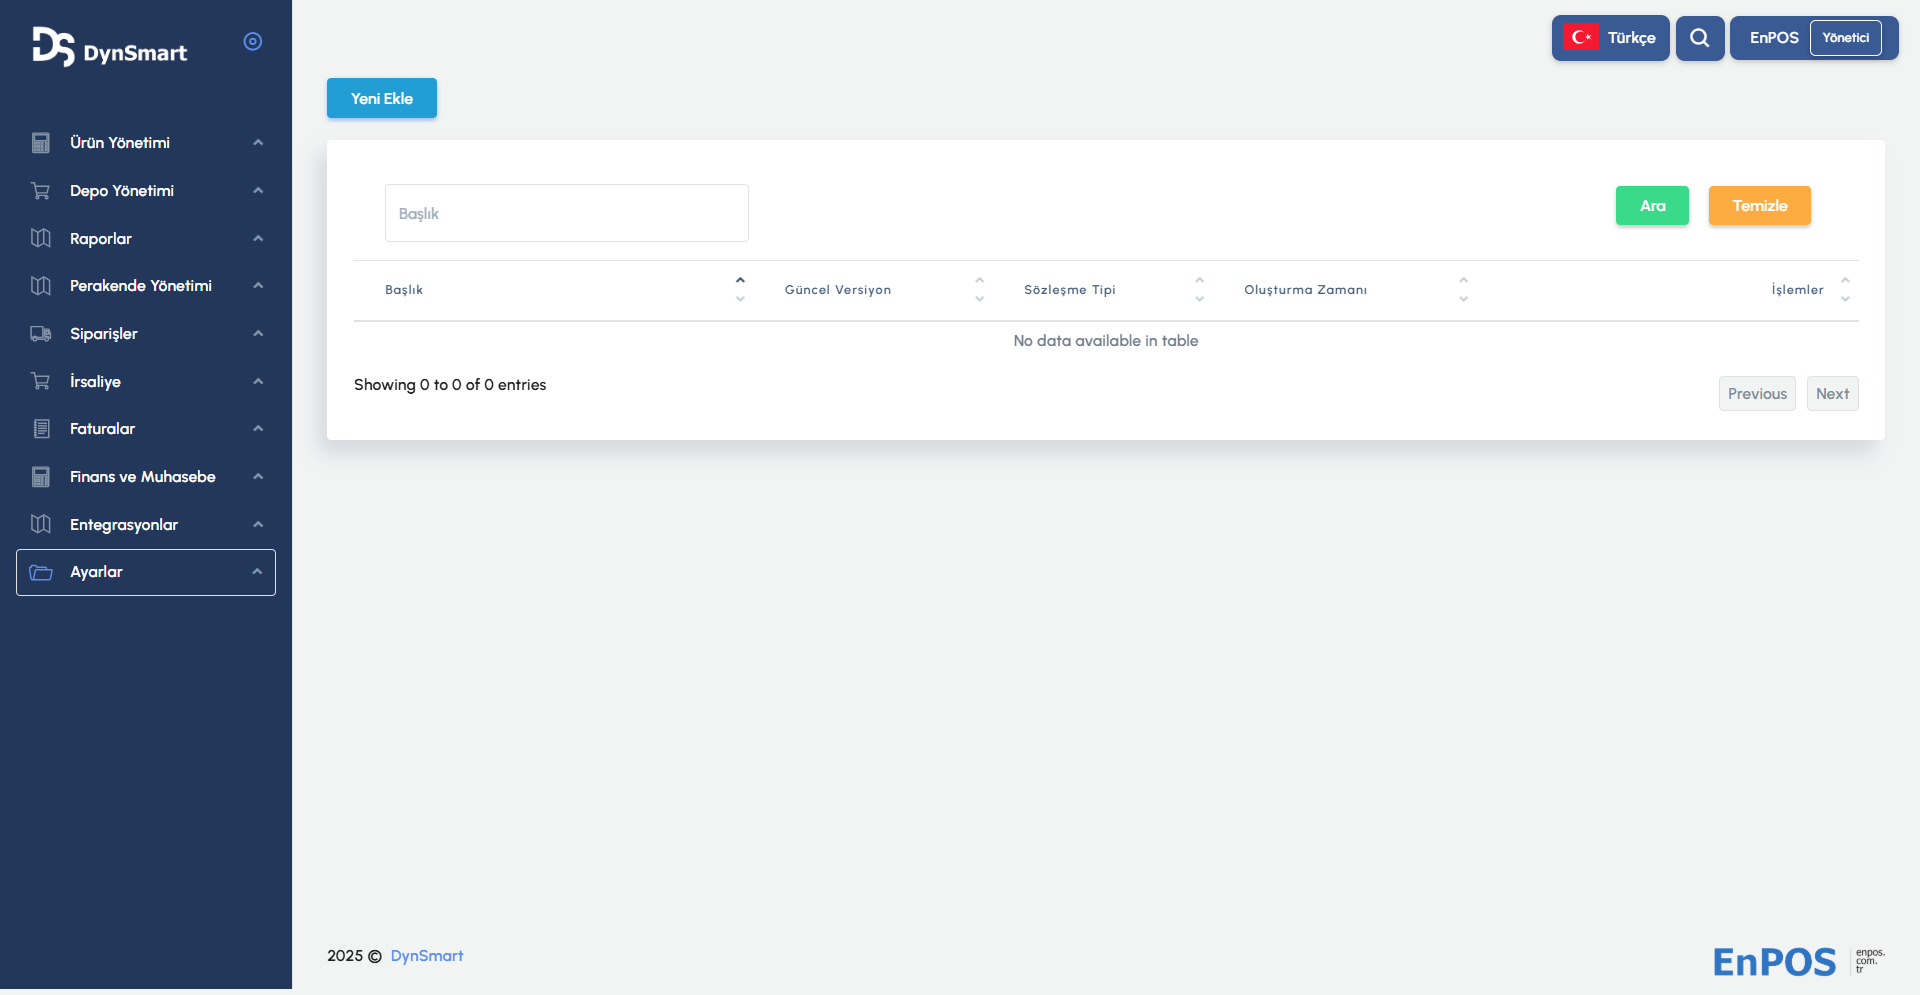 DynSmart
Türkçe
EnPOS
Yönetici
Ürün Yönetimi
Depo Yönetimi
Raporlar
Perakende Yönetimi
Siparişler
İrsaliye
Faturalar
Finans ve Muhasebe
Entegrasyonlar
Ayarlar
Yeni Ekle
Başlık
Ara
Temizle
Başlık Güncel Versiyon Sözleşme Tipi Oluşturma Zamanı İşlemler
No data available in table
Showing 0 to 0 of 0 entries
Previous Next
2025 © DynSmart
EnPOS
enpos.
com.
tr